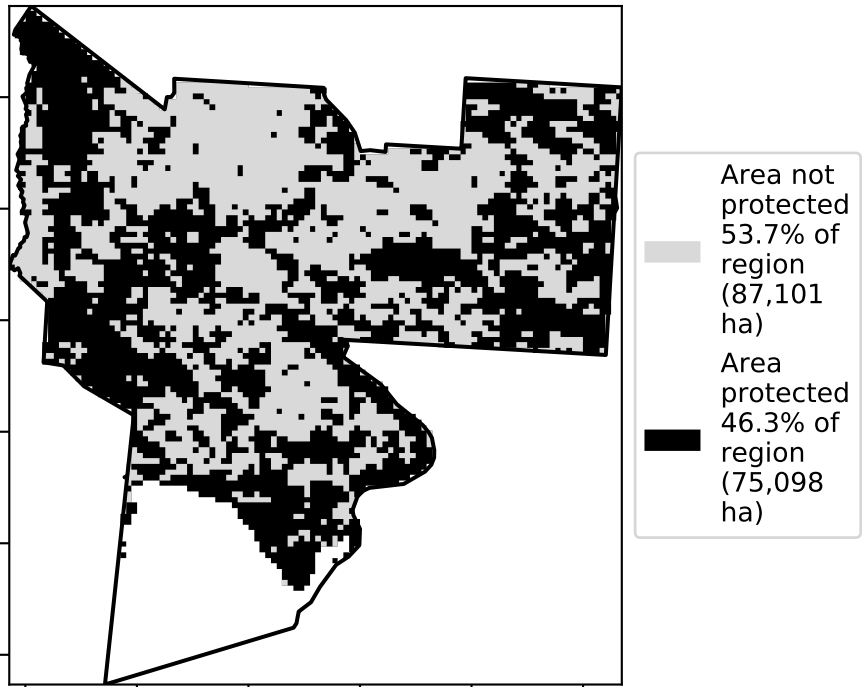 Area not
protected
53.7% of
region
(87,101
ha)
Area
protected
46.3% of
region
(75,098
ha)